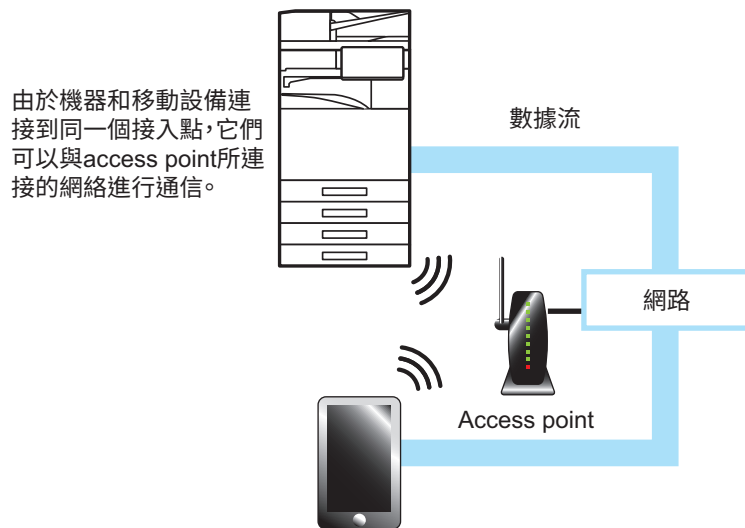 由於機器和移動設備連
接到同一個接入點，它們
可以與access point所連
接的網絡進行通信。
數據流
網路
Access point